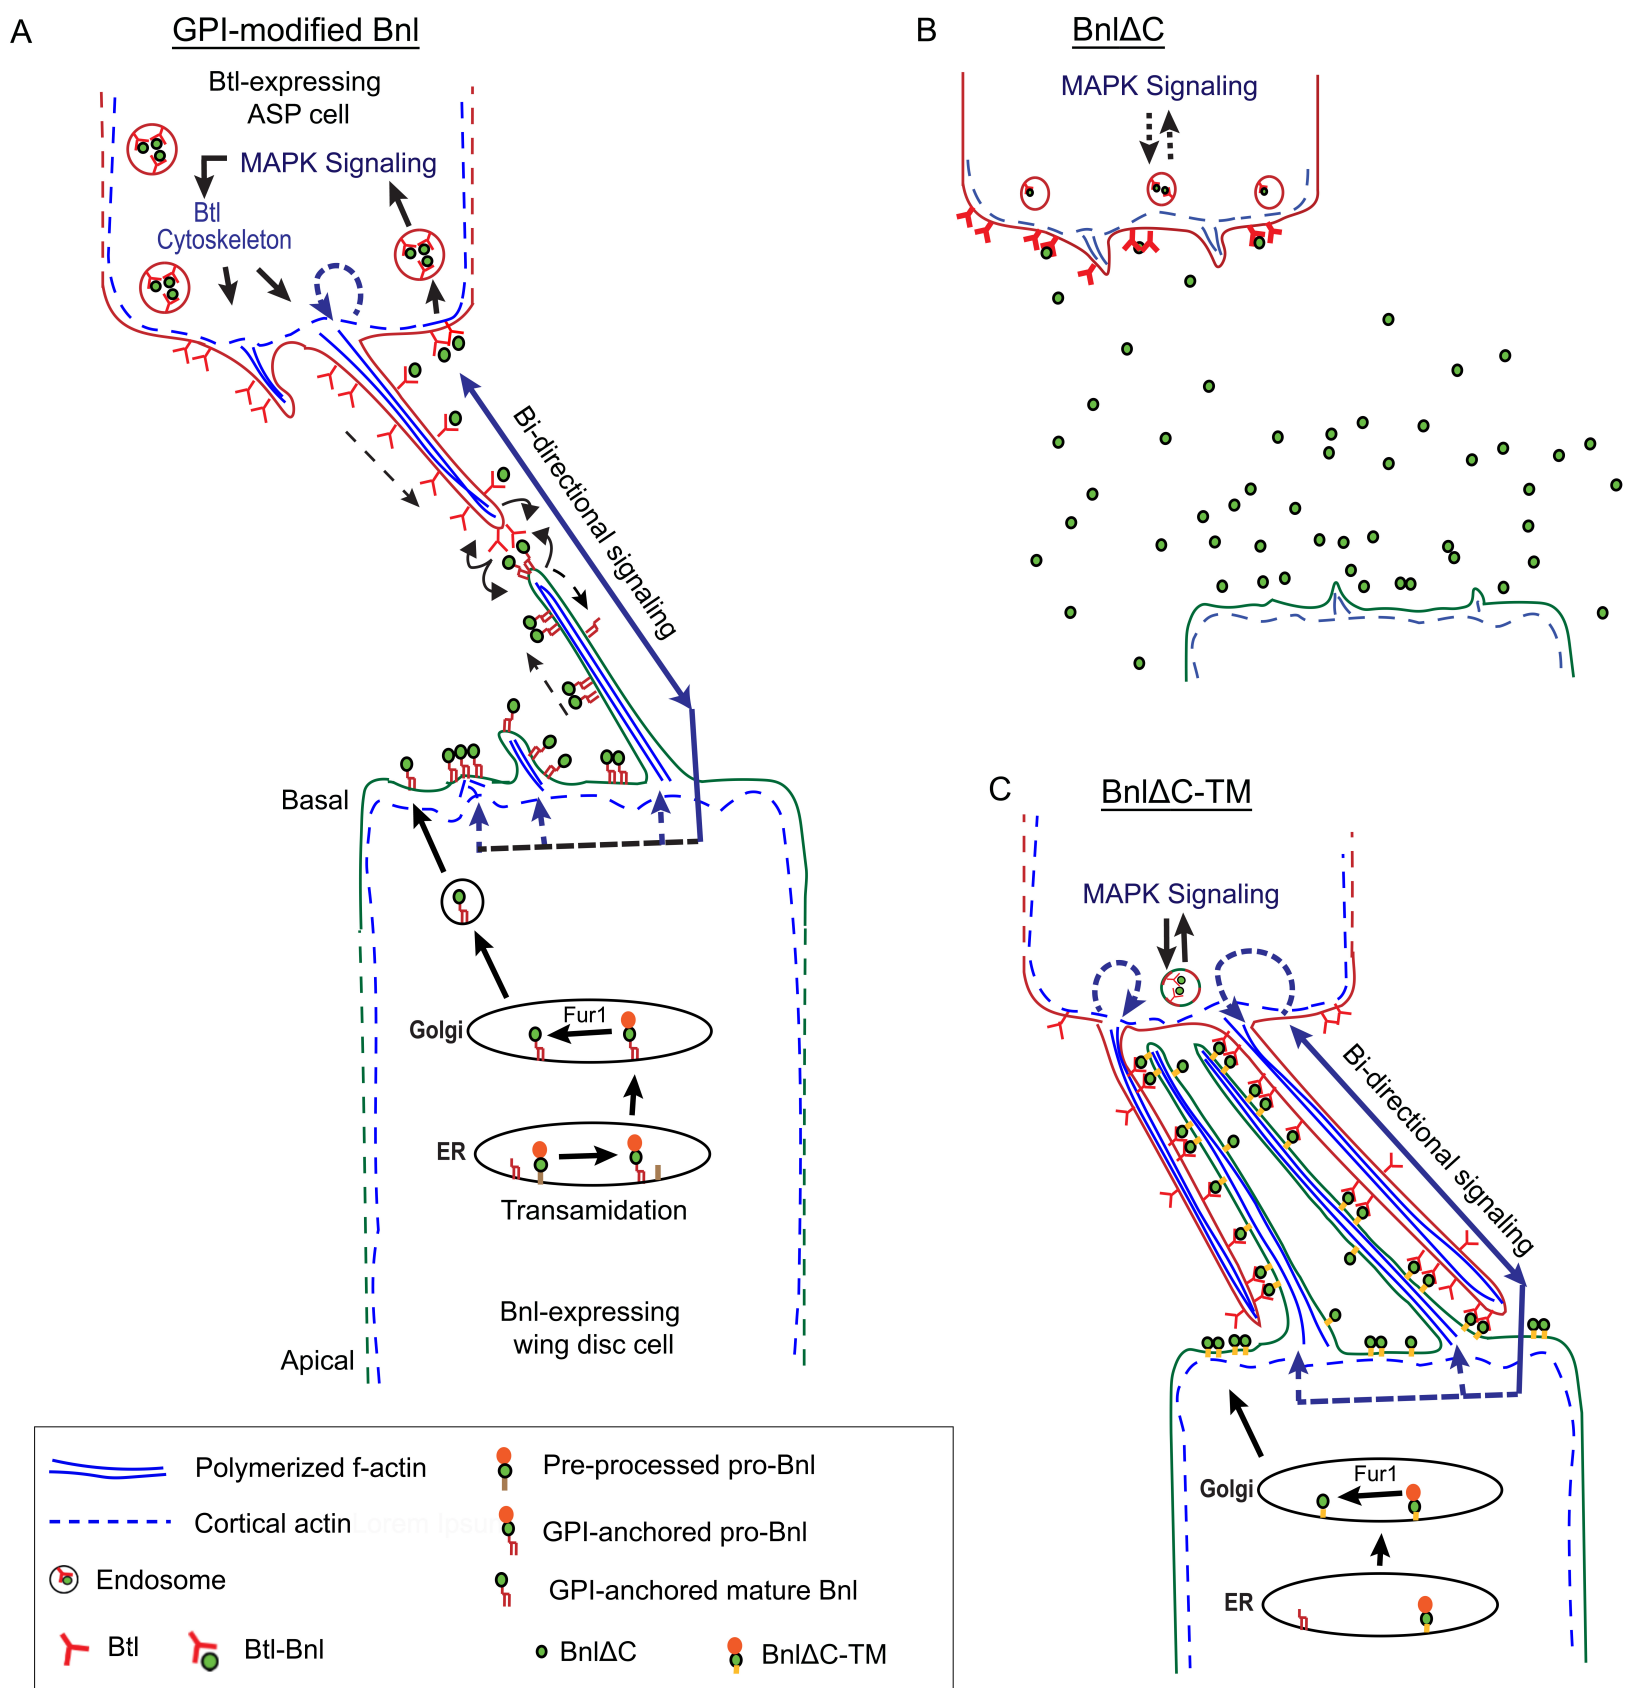 A
GPI-modified Bnl
Btl-expressing
ASP cell
MAPK Signaling
Btl
Cytoskeleton
Bi-directional signaling
Basal
Fur1
Golgi
ER
Transamidation
Bnl-expressing
wing disc cell
Apical
B
BnlΔC
MAPK Signaling
C
BnlΔC-TM
MAPK Signaling
Bi-directional signaling
Fur1
Golgi
ER
Polymerized f-actin
Cortical actin
Lorem Ipsum
Endosome
Btl
Btl-Bnl
Pre-processed pro-Bnl
GPI-anchored pro-Bnl
GPI-anchored mature Bnl
BnlΔC
BnlΔC-TM